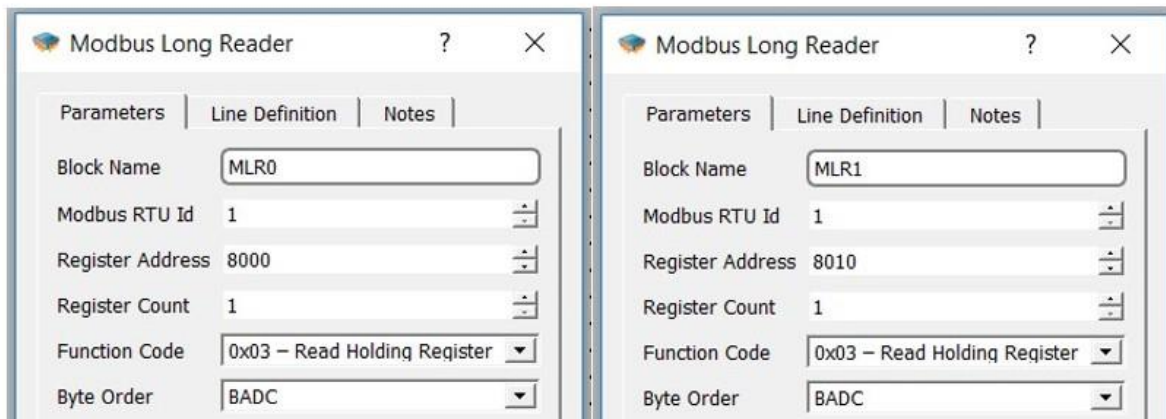 Modbus Long Reader ?
Parameters Line Definition Notes
Block Name MLR0
Modbus RTU Id 1
Register Address 8000
Register Count 1
Function Code 0x03 – Read Holding Register
Byte Order BADC
Modbus Long Reader ?
Parameters Line Definition Notes
Block Name MLR1
Modbus RTU Id 1
Register Address 8010
Register Count 1
Function Code 0x03 – Read Holding Register
Byte Order BADC